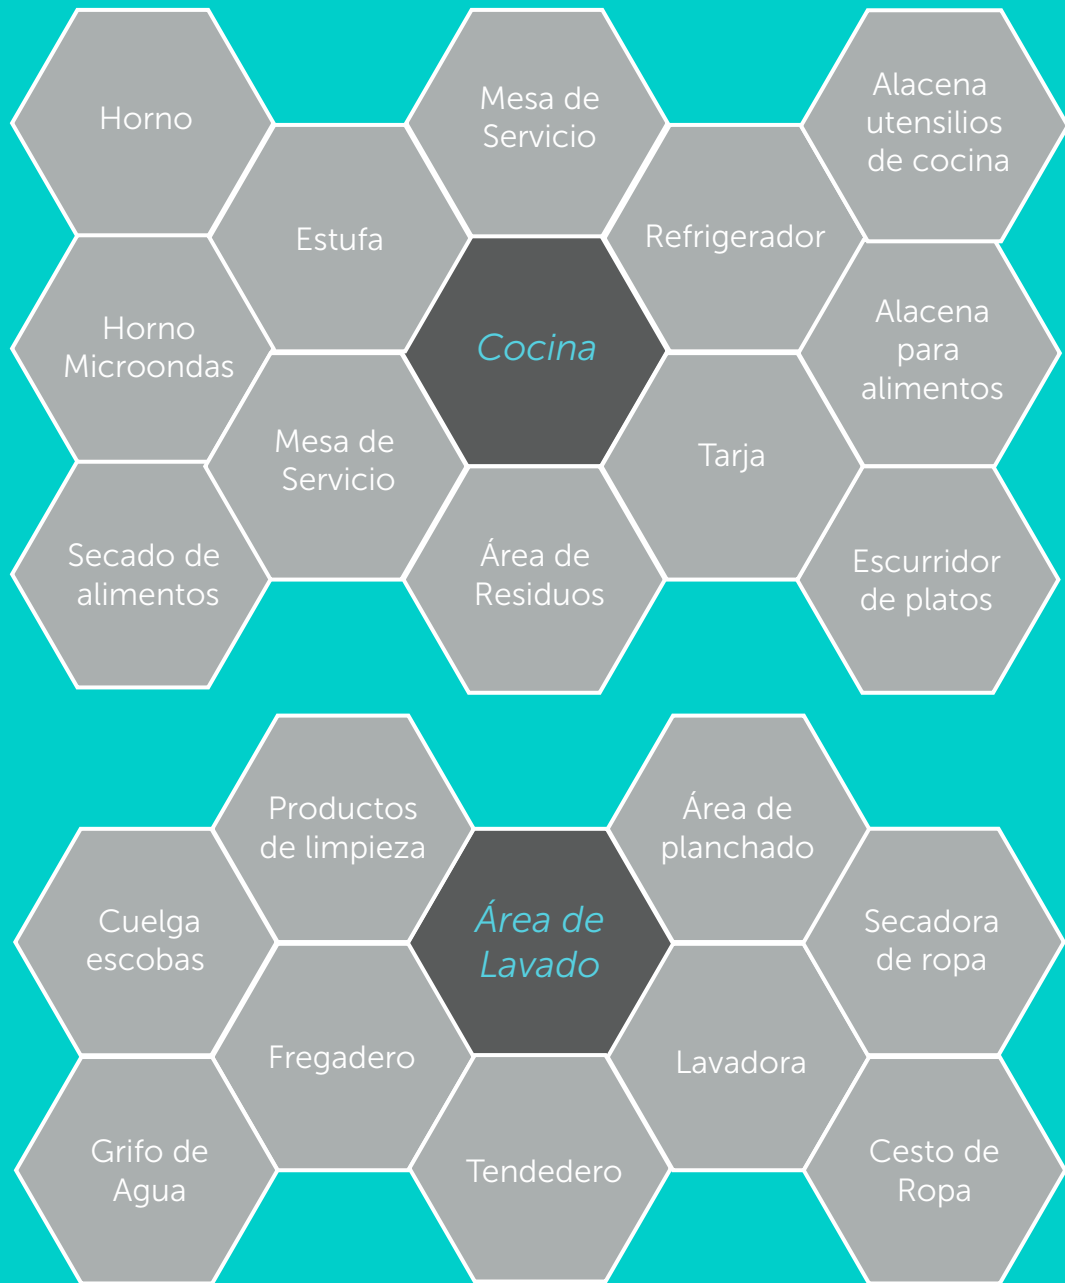 Horno
Mesa de
Servicio
Alacena
utensilios
de cocina
Estufa
Refrigerador
Horno
Microondas
Cocina
Alacena
para
alimentos
Mesa de
Servicio
Tarja
Secado de
alimentos
Área de
Residuos
Escurridor
de platos
Productos
de limpieza
Área de
planchado
Cuelga
escobas
Área de
Lavado
Secadora
de ropa
Fregadero
Lavadora
Grifo de
Agua
Tendedero
Cesto de
Ropa